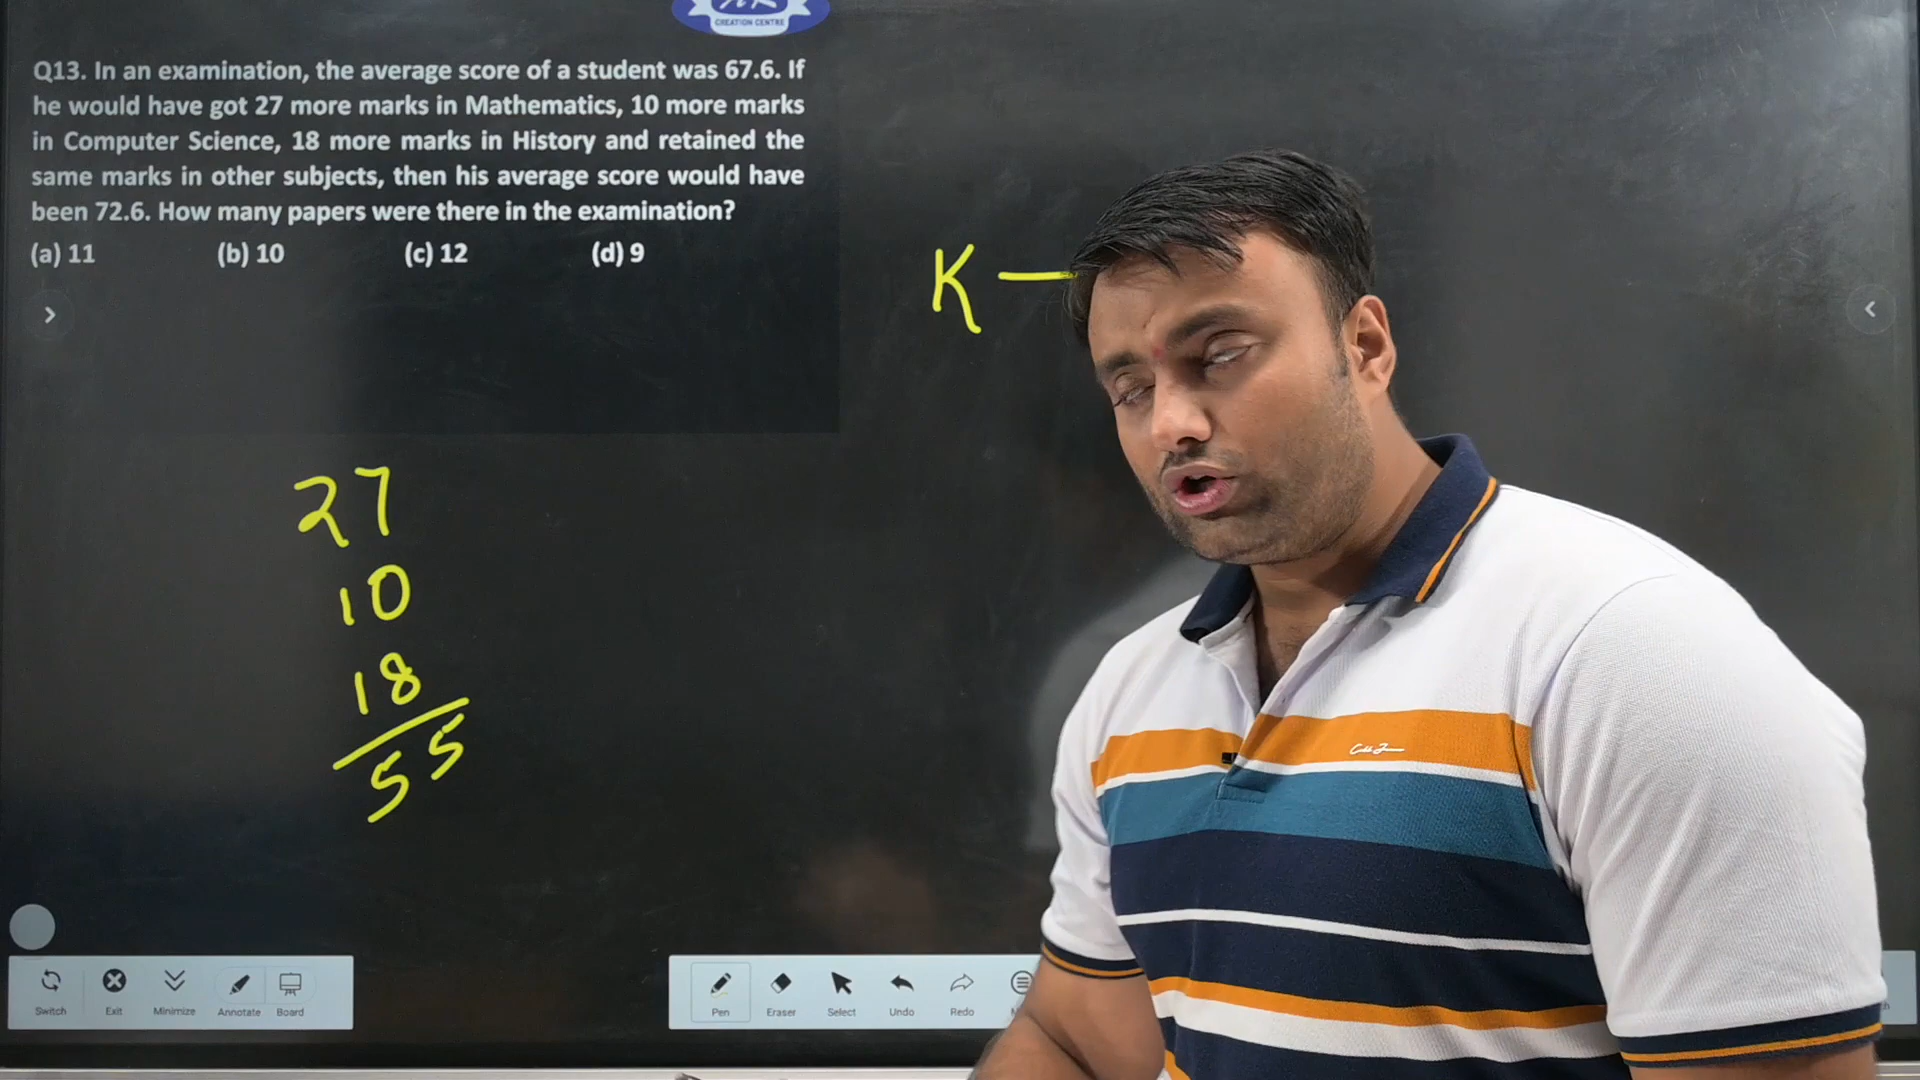 CREATION CENTRE
Q13. In an examination, the average score of a student was 67.6. If
he would have got 27 more marks in Mathematics, 10 more marks
in Computer Science, 18 more marks in History and retained the
same marks in other subjects, then his average score would have
been 72.6. How many papers were there in the examination?
(a) 11 (b) 10 (c) 12 (d) 9
K —
27
10
18
55
Switch Exit Minimize Annotate Board
Pen Eraser Select Undo Redo